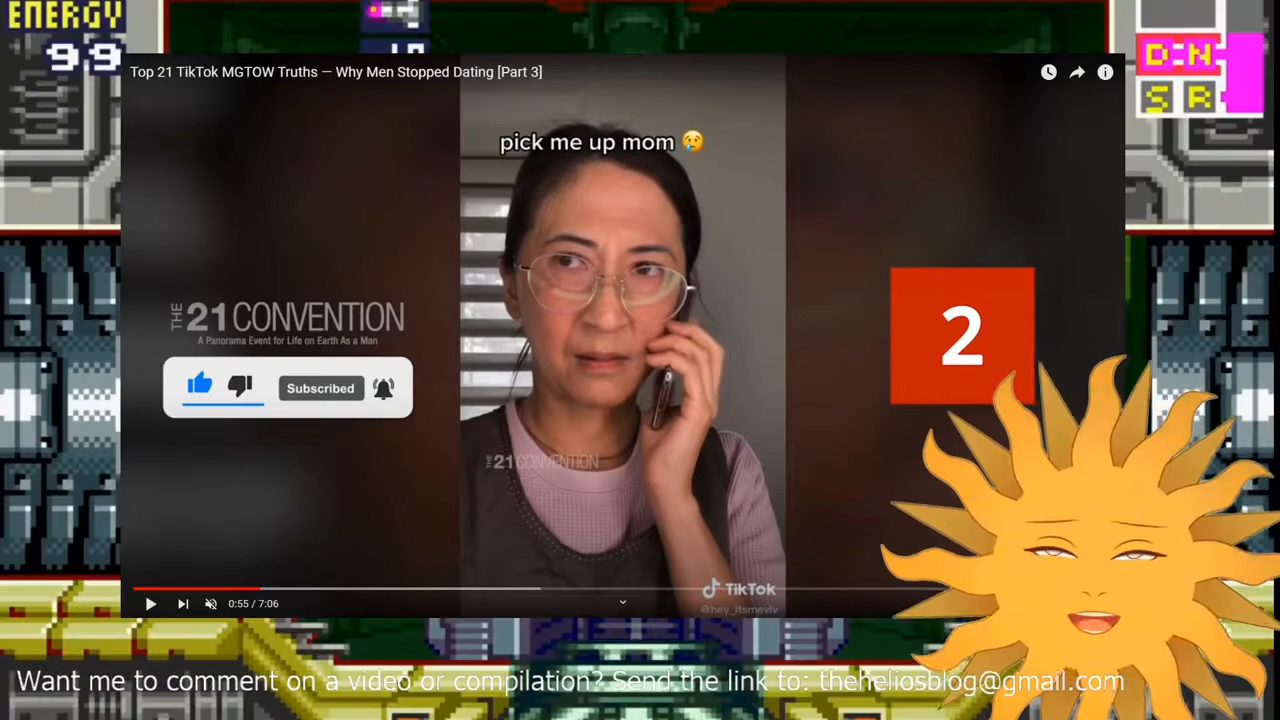 ENERGY
99
D:N
S R
Top 21 TikTok MGTOW Truths — Why Men Stopped Dating [Part 3]
pick me up mom 😢
THE 21 CONVENTION
A Panorama Event for Life on Earth As a Man
Subscribed
2
THE 21 CONVENTION
TikTok
@hey_itsmeviv
0:55 / 7:06
Want me to comment on a video or compilation? Send the link to: theheliosblog@gmail.com